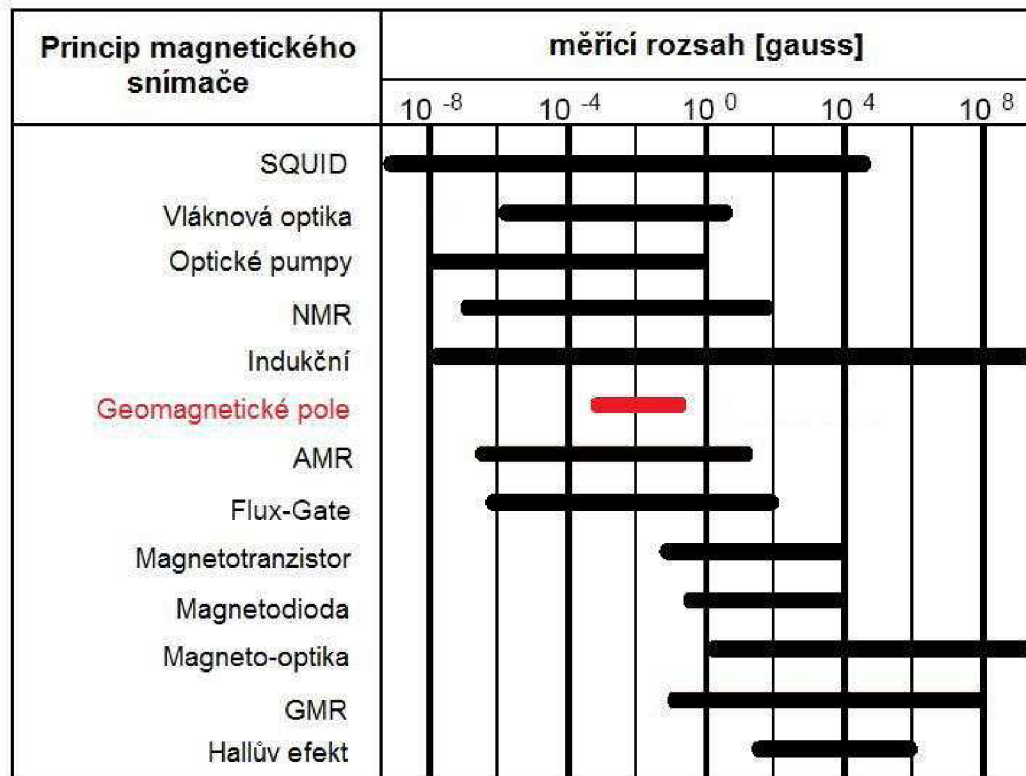 Princip magnetického
snímače
měřící rozsah [gauss]
10 -8 10 -4 10 0 10 4 10 8
SQUID
Vláknová optika
Optické pumpy
NMR
Indukční
Geomagnetické pole
AMR
Flux-Gate
Magnetotranzistor
Magnetodioda
Magneto-optika
GMR
Hallův efekt